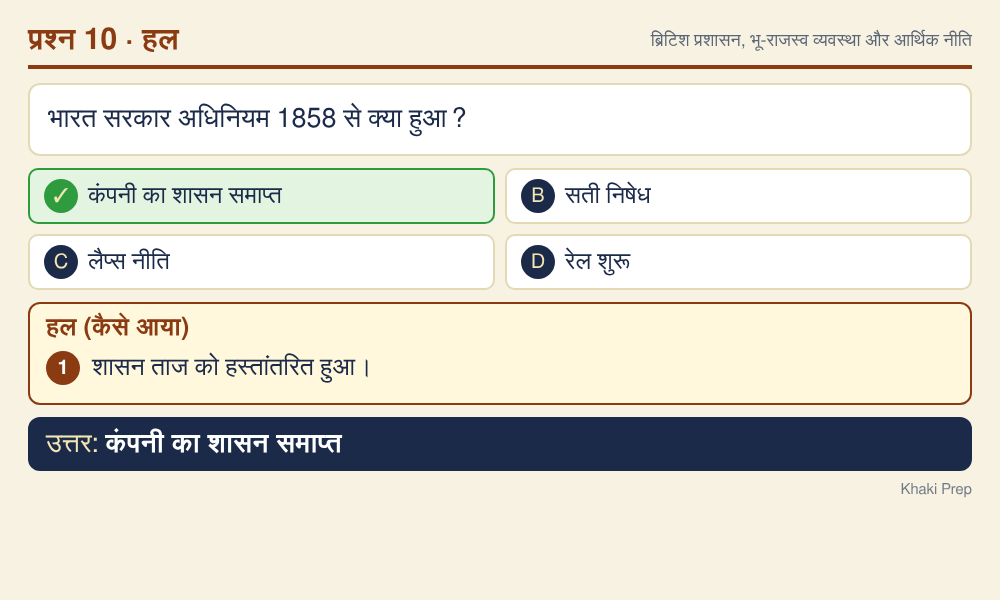 प्रश्न 10 · हल
ब्रिटिश प्रशासन, भू-राजस्व व्यवस्था और आर्थिक नीति
भारत सरकार अधिनियम 1858 से क्या हुआ ?
✓ कंपनी का शासन समाप्त
B सती निषेध
C लैप्स नीति
D रेल शुरू
हल (कैसे आया)
1 शासन ताज को हस्तांतरित हुआ।
उत्तर: कंपनी का शासन समाप्त
Khaki Prep